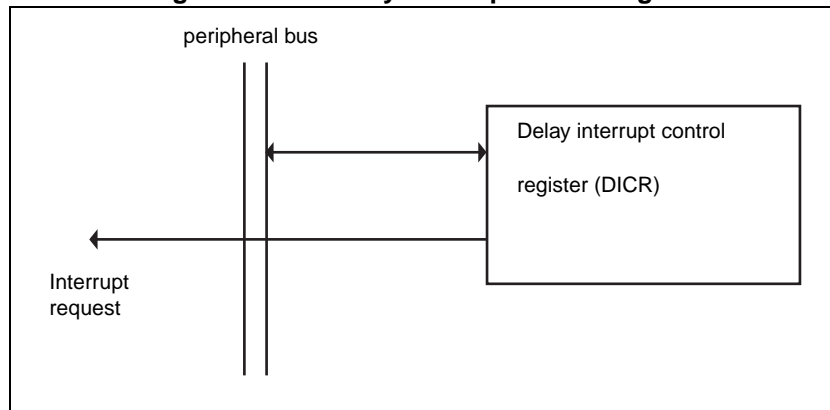 peripheral bus
Delay interrupt control
register (DICR)
Interrupt
request